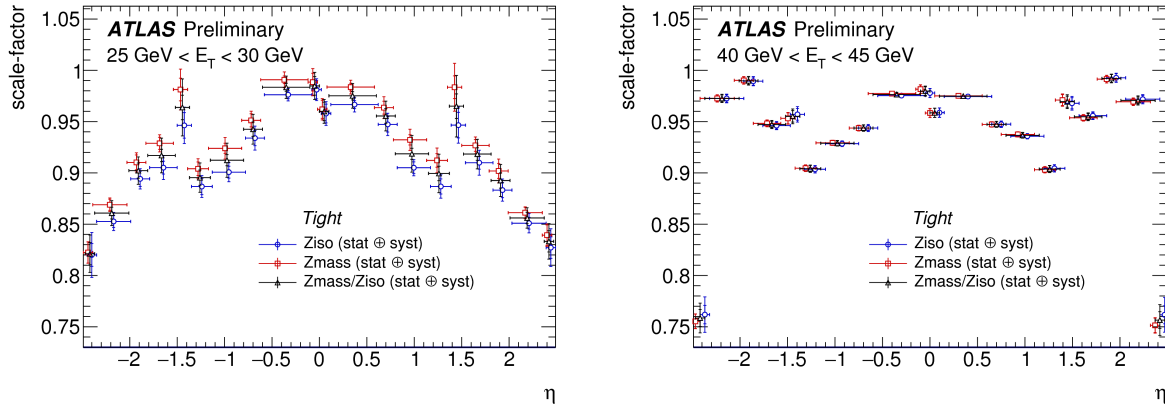 scale-factor
1.05
1
0.95
0.9
0.85
0.8
0.75
ATLAS Preliminary
25 GeV < E_T < 30 GeV
Tight
Ziso (stat ⊕ syst)
Zmass (stat ⊕ syst)
Zmass/Ziso (stat ⊕ syst)
−2 −1.5 −1 −0.5 0 0.5 1 1.5 2
η
scale-factor
1.05
1
0.95
0.9
0.85
0.8
0.75
ATLAS Preliminary
40 GeV < E_T < 45 GeV
Tight
Ziso (stat ⊕ syst)
Zmass (stat ⊕ syst)
Zmass/Ziso (stat ⊕ syst)
−2 −1.5 −1 −0.5 0 0.5 1 1.5 2
η